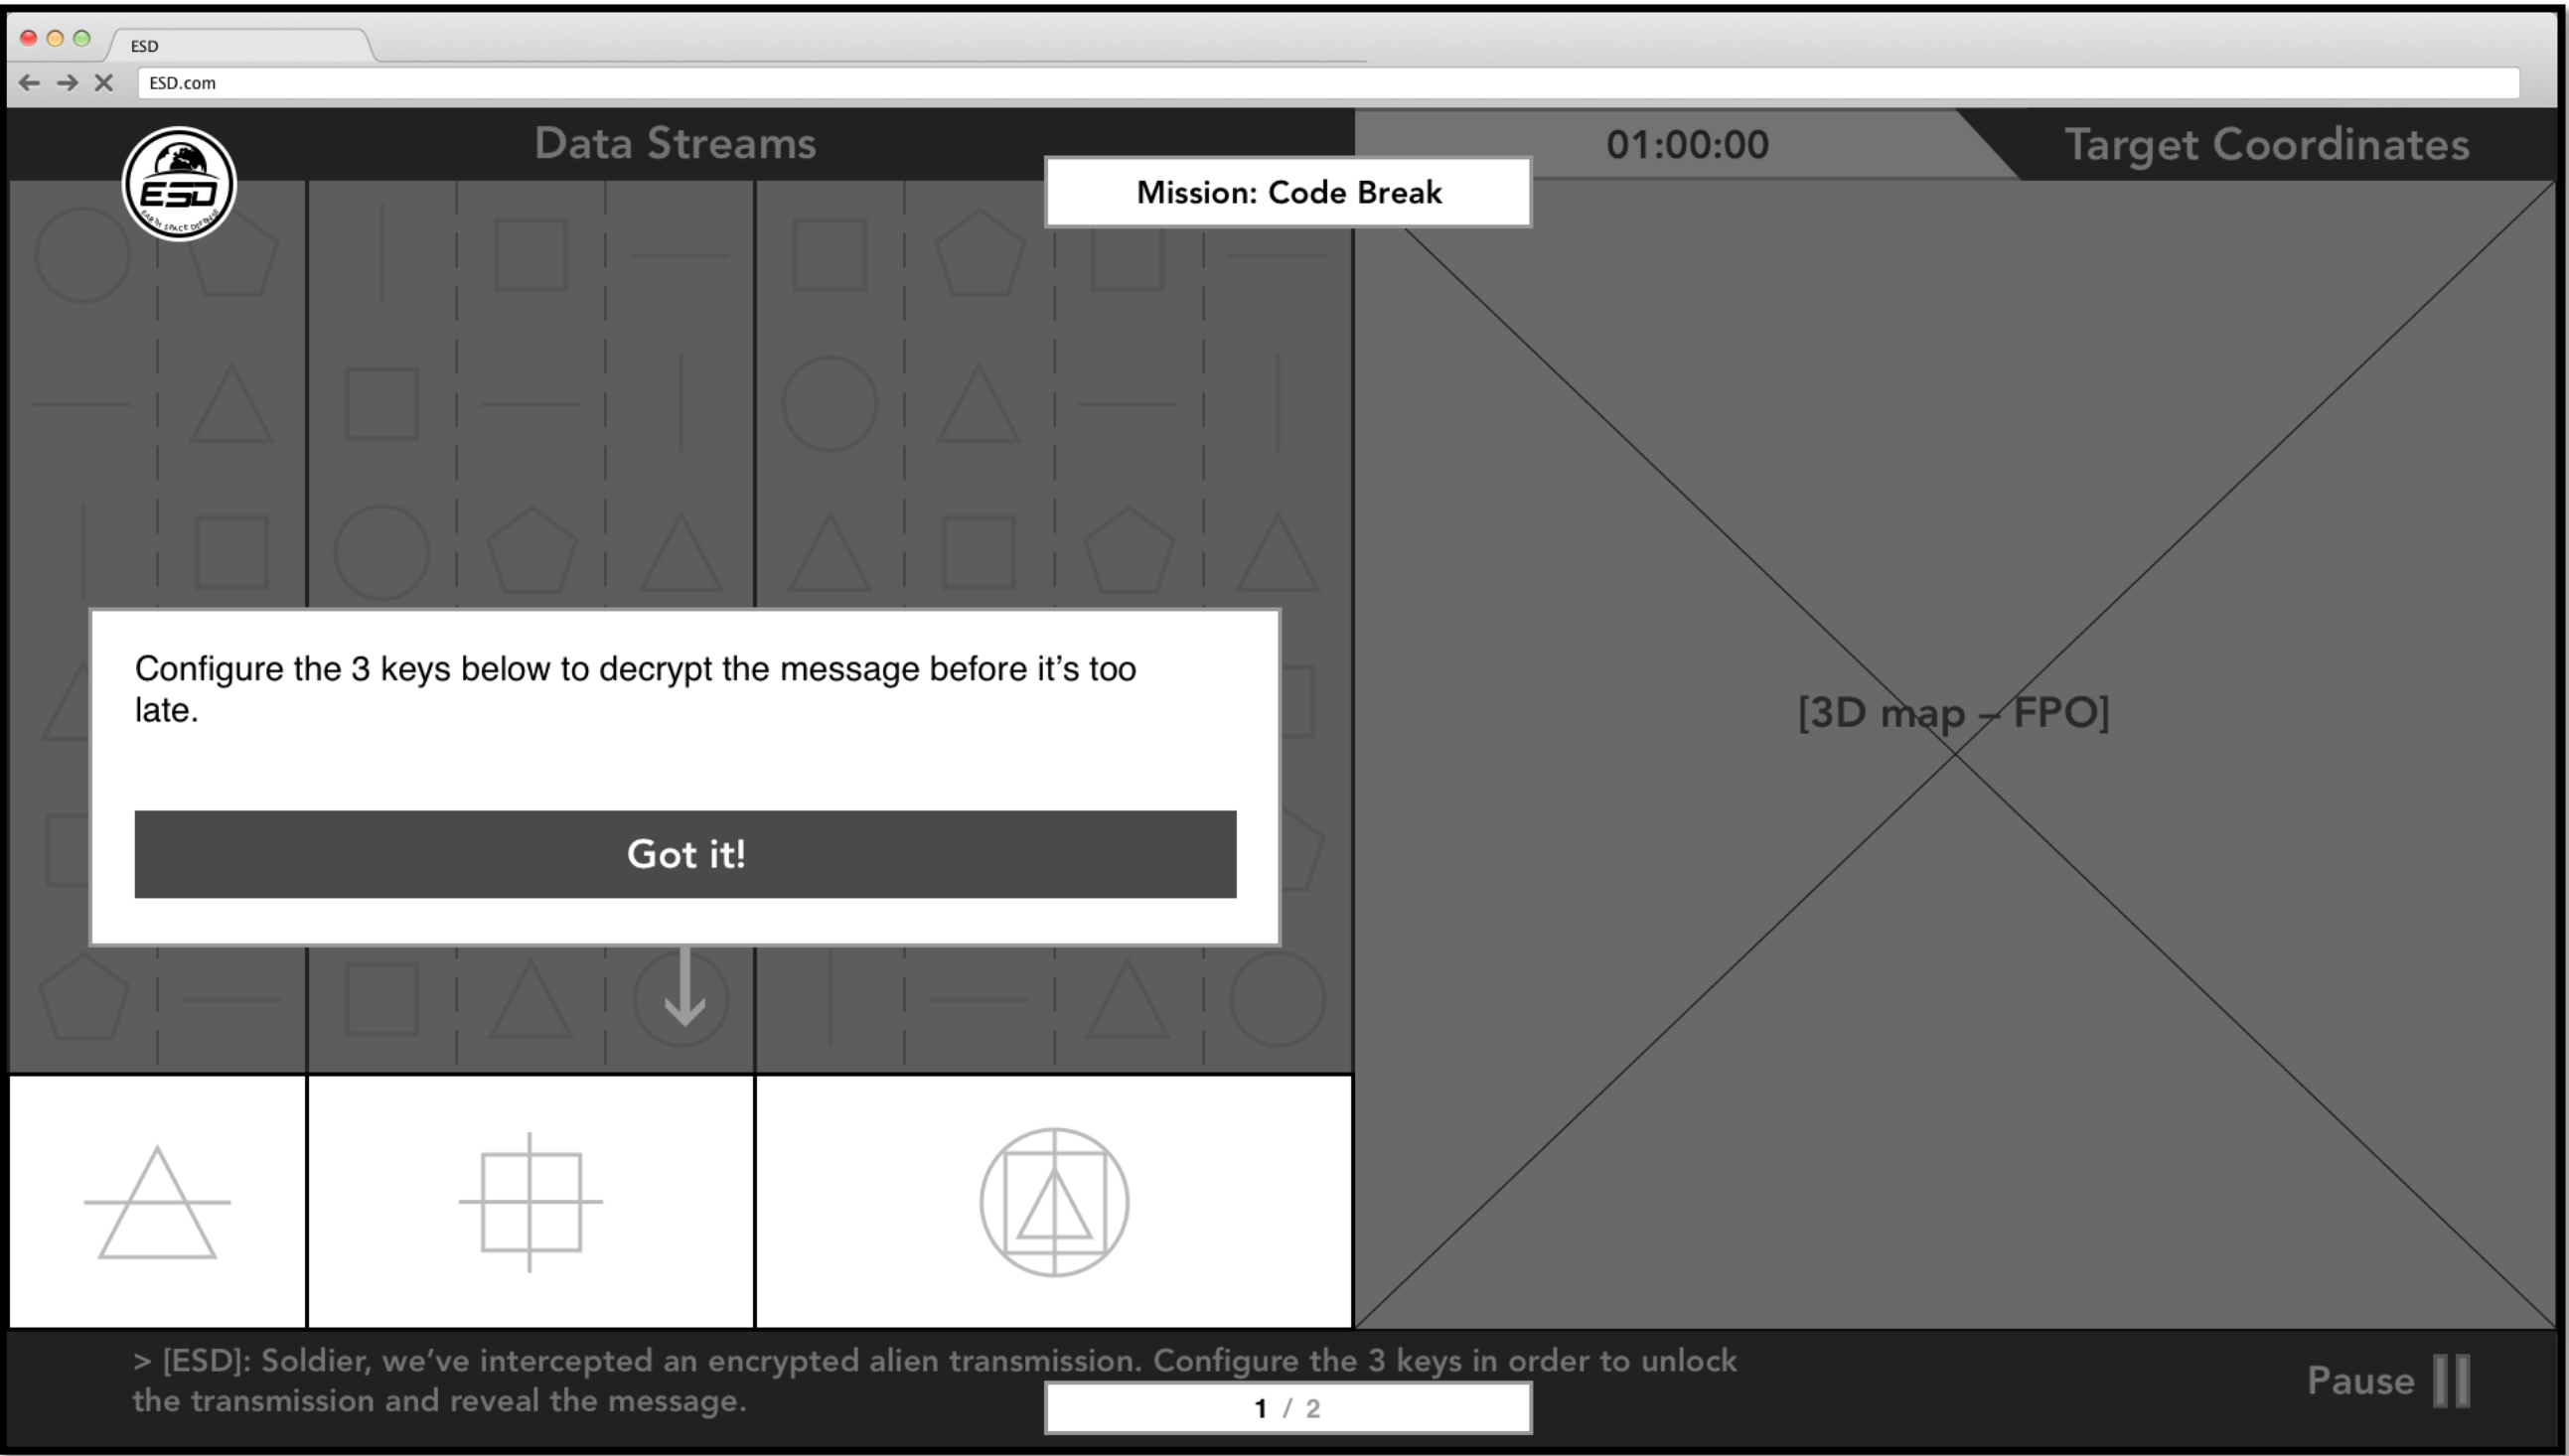 ESD
ESD.com
Data Streams
01:00:00
Target Coordinates
ESD
EARTH SPACE DEFENSE
Mission: Code Break
[3D map – FPO]
Configure the 3 keys below to decrypt the message before it’s too
late.
Got it!
> [ESD]: Soldier, we’ve intercepted an encrypted alien transmission. Configure the 3 keys in order to unlock
the transmission and reveal the message.
Pause
1 / 2